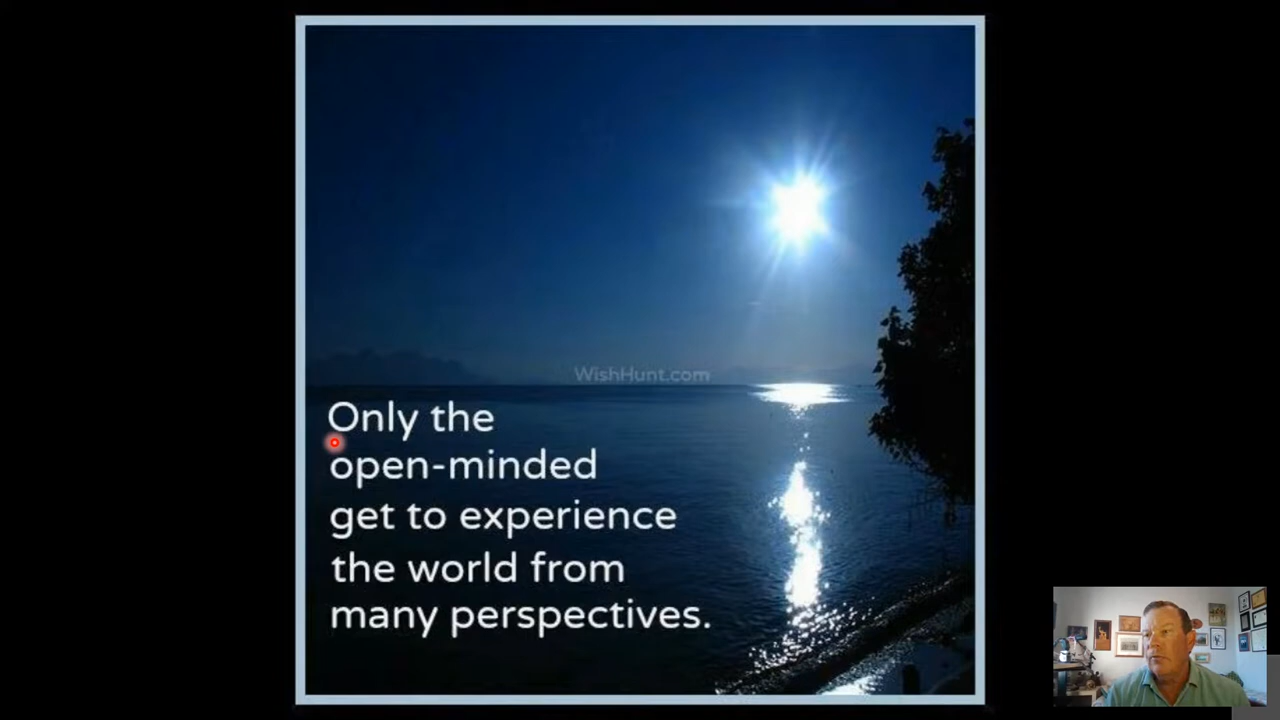 WishHunt.com
Only the
open-minded
get to experience
the world from
many perspectives.